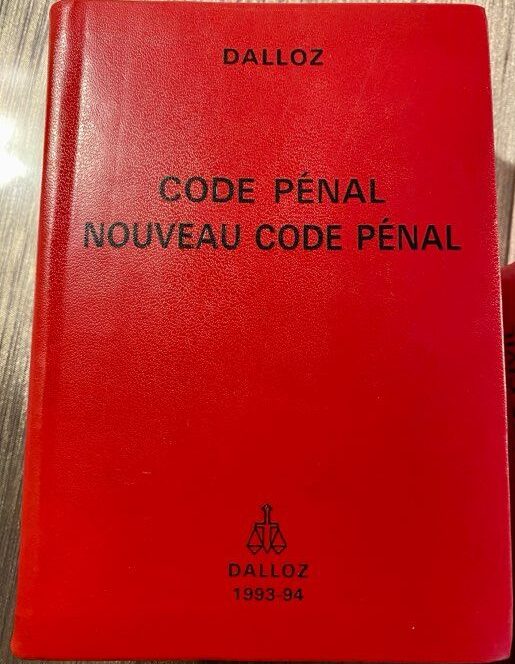 DALLOZ
CODE PÉNAL
NOUVEAU CODE PÉNAL
DALLOZ
1993-94